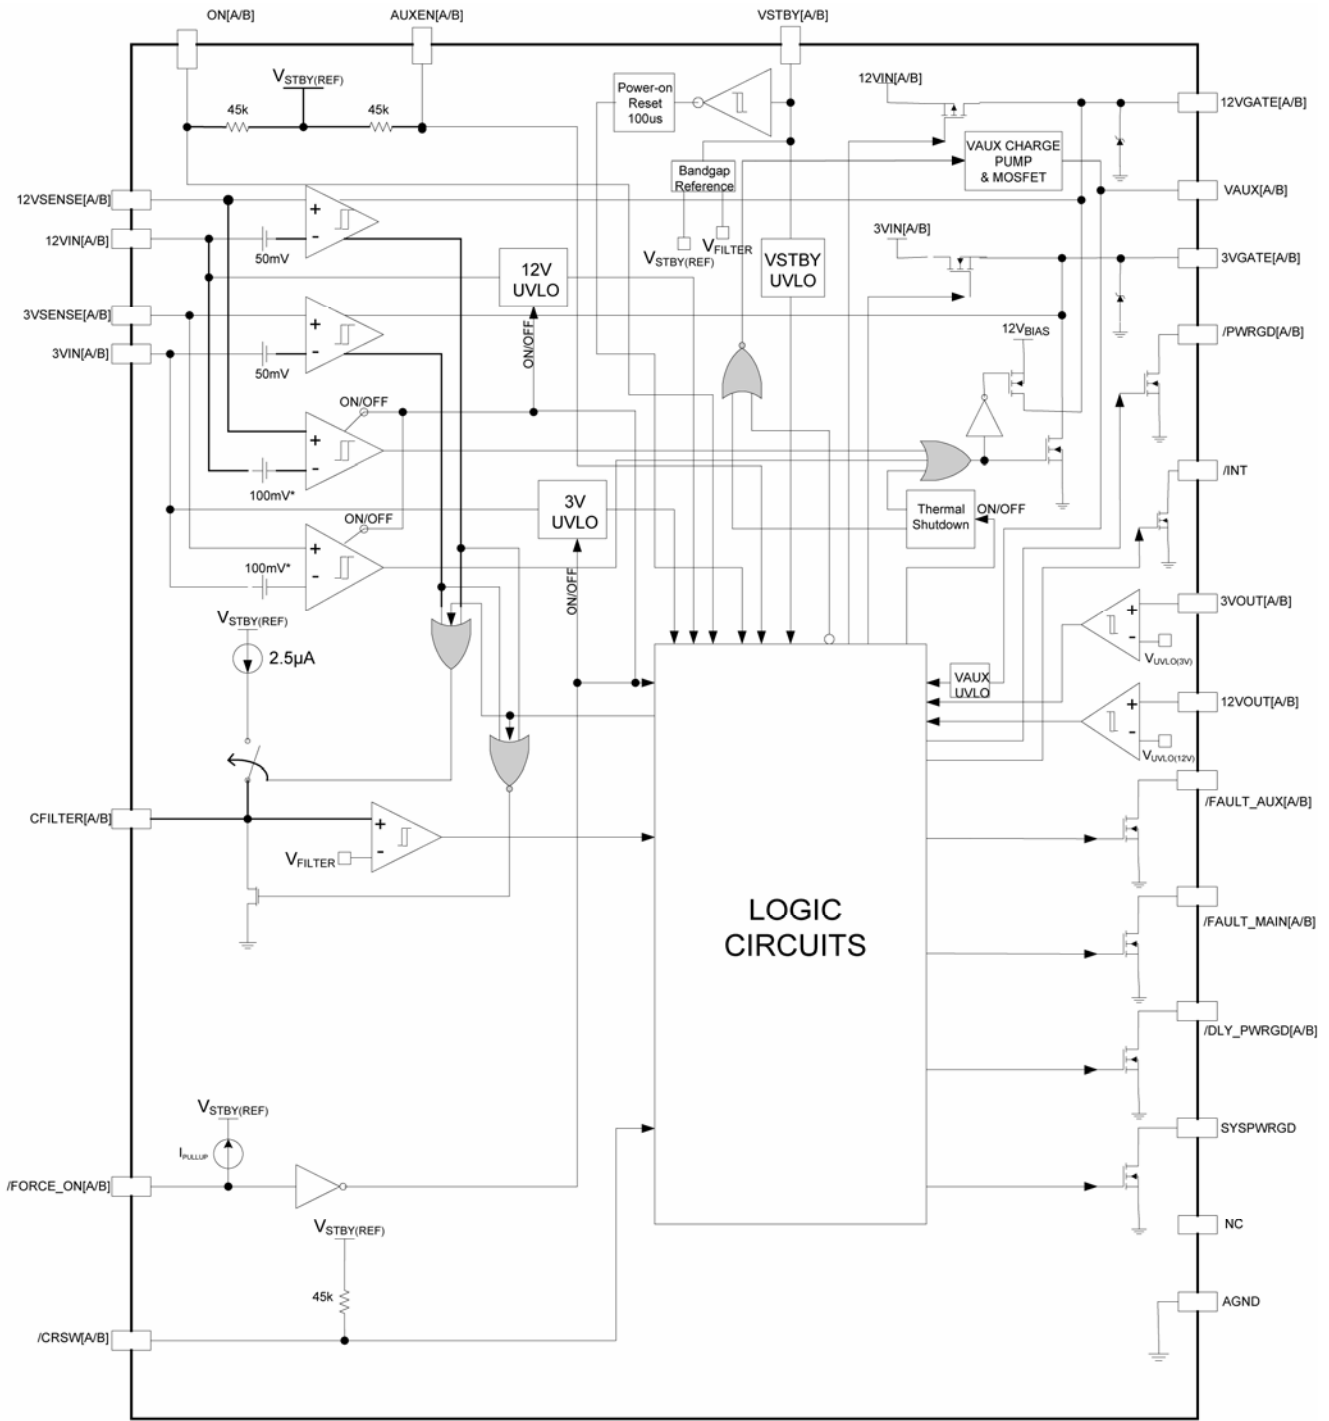 ON[A/B]
AUXEN[A/B]
VSTBY[A/B]
VSTBY(REF)
45k
45k
Power-on
Reset
100us
12VIN[A/B]
12VGATE[A/B]
VAUX CHARGE
PUMP
& MOSFET
Bandgap
Reference
VAUX[A/B]
12VSENSE[A/B]
+
-
12VIN[A/B]
50mV
VSTBY(REF)
VFILTER
3VIN[A/B]
3VGATE[A/B]
12V
UVLO
VSTBY
UVLO
3VSENSE[A/B]
+
-
3VIN[A/B]
50mV
ON/OFF
12VBIAS
/PWRGD[A/B]
ON/OFF
+
-
100mV*
/INT
3V
UVLO
Thermal
Shutdown
ON/OFF
ON/OFF
+
-
100mV*
ON/OFF
3VOUT[A/B]
+
-
VUVLO(3V)
VSTBY(REF)
2.5µA
VAUX
UVLO
12VOUT[A/B]
+
-
VUVLO(12V)
/FAULT_AUX[A/B]
CFILTER[A/B]
+
-
VFILTER
LOGIC
CIRCUITS
/FAULT_MAIN[A/B]
/DLY_PWRGD[A/B]
VSTBY(REF)
IPULLUP
SYSPWRGD
/FORCE_ON[A/B]
VSTBY(REF)
NC
45k
AGND
/CRSW[A/B]